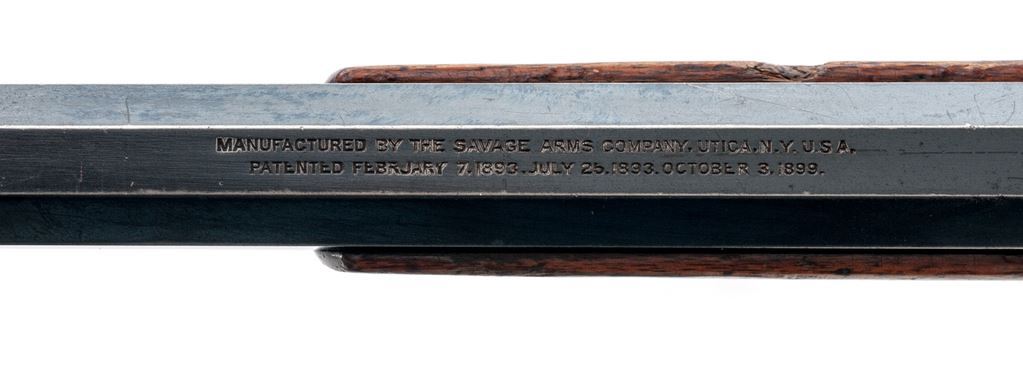 MANUFACTURED BY THE SAVAGE ARMS COMPANY. UTICA. N.Y. U.S.A.
PATENTED FEBRUARY 7. 1893. JULY 25. 1893. OCTOBER 3, 1899.